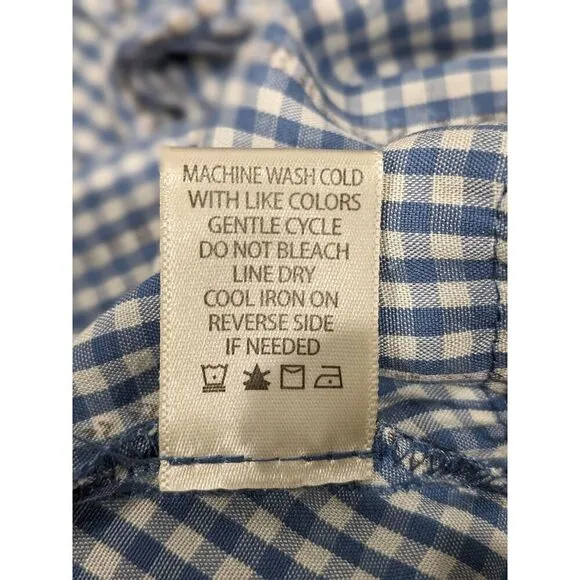 MACHINE WASH COLD
WITH LIKE COLORS
GENTLE CYCLE
DO NOT BLEACH
LINE DRY
COOL IRON ON
REVERSE SIDE
IF NEEDED